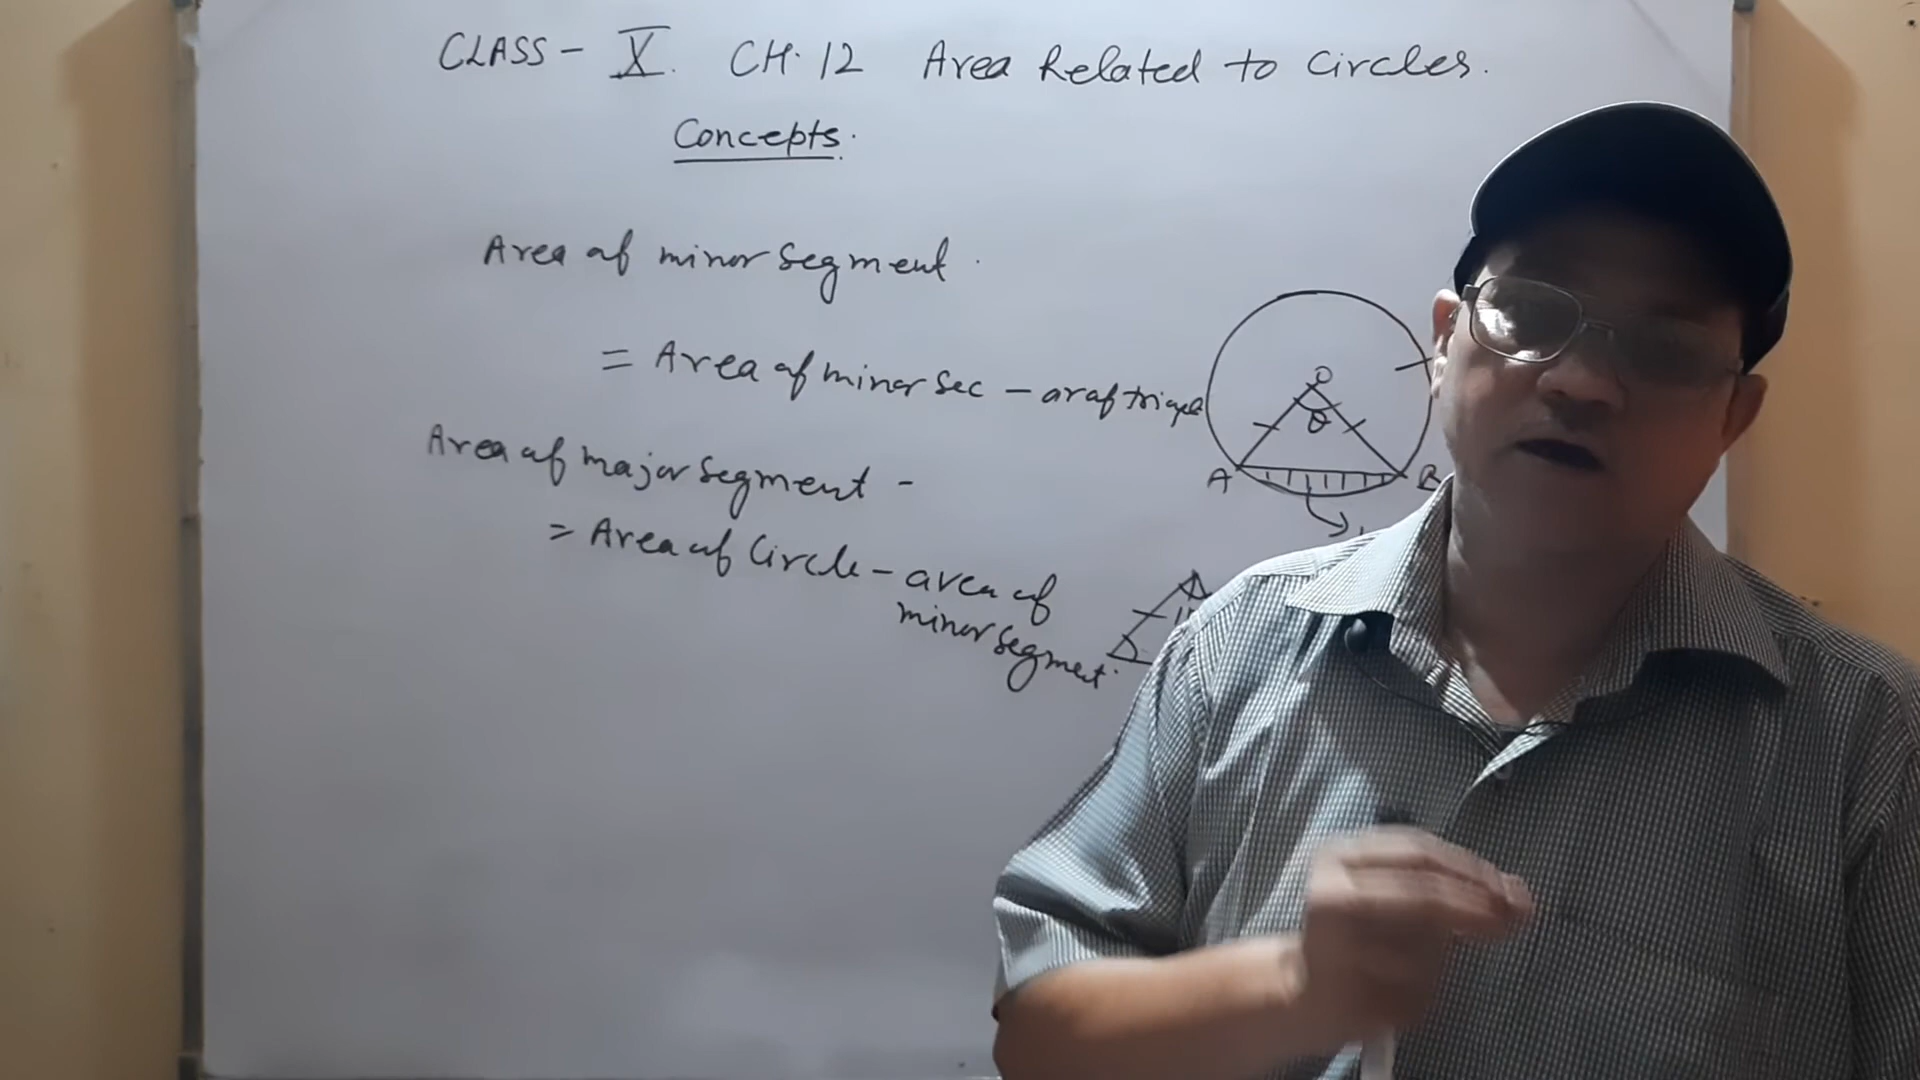 CLASS - X. CH. 12 Area Related to Circles.
Concepts.
Area of minor Segment.
= Area of minor sec - ar of triangle
Area of major Segment -
= Area of Circle - area of
minor segment.
O
θ
A B